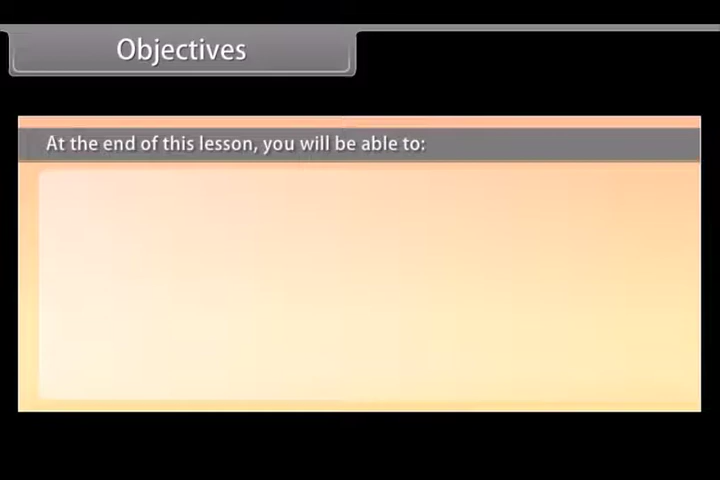 Objectives
At the end of this lesson, you will be able to: